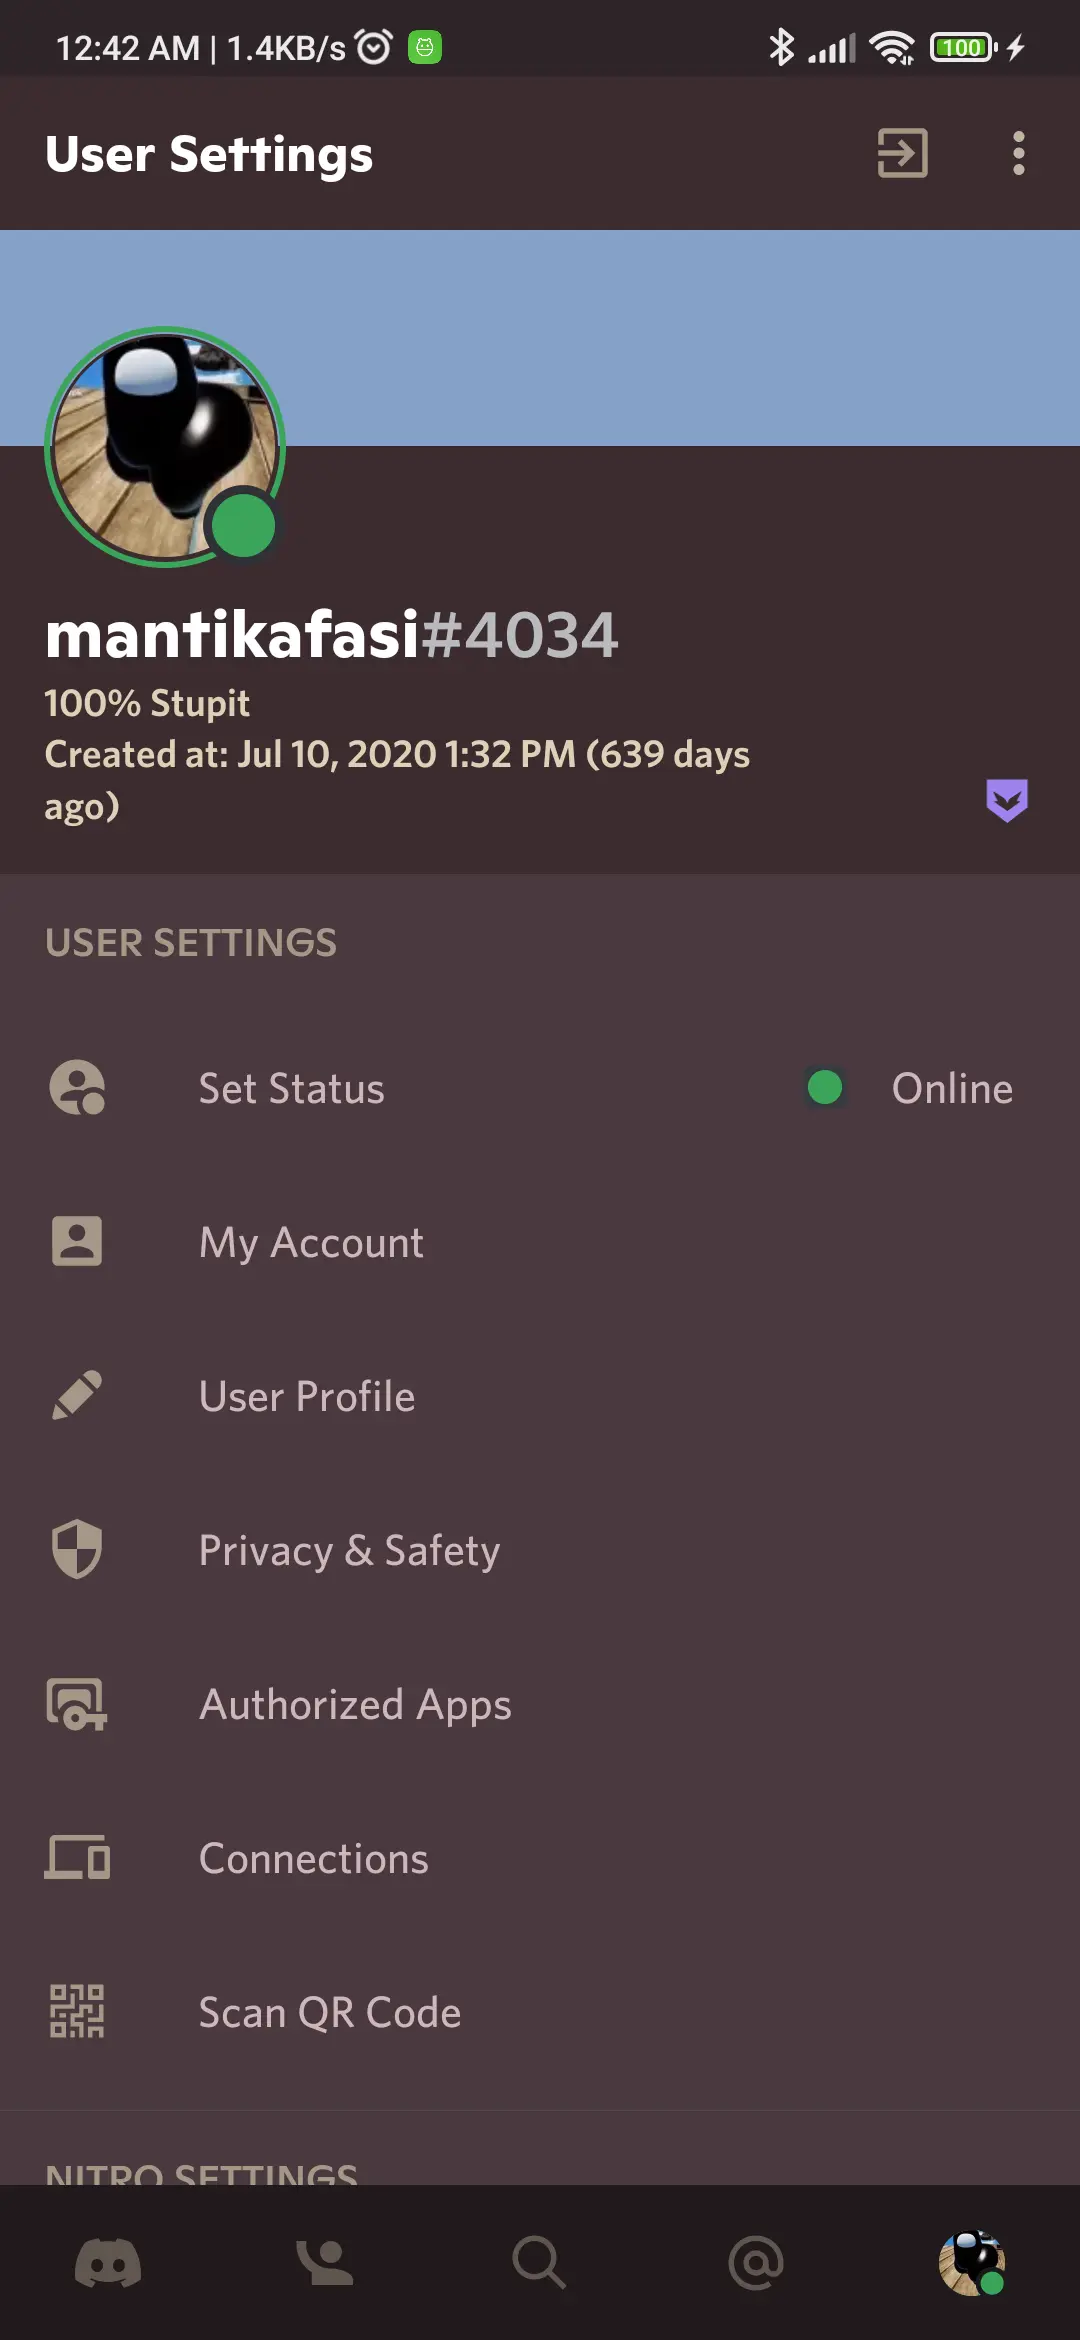 12:42 AM | 1.4KB/s
100
User Settings
mantikafasi#4034
100% Stupit
Created at: Jul 10, 2020 1:32 PM (639 days
ago)
USER SETTINGS
Set Status
Online
My Account
User Profile
Privacy & Safety
Authorized Apps
Connections
Scan QR Code
NITRO SETTINGS